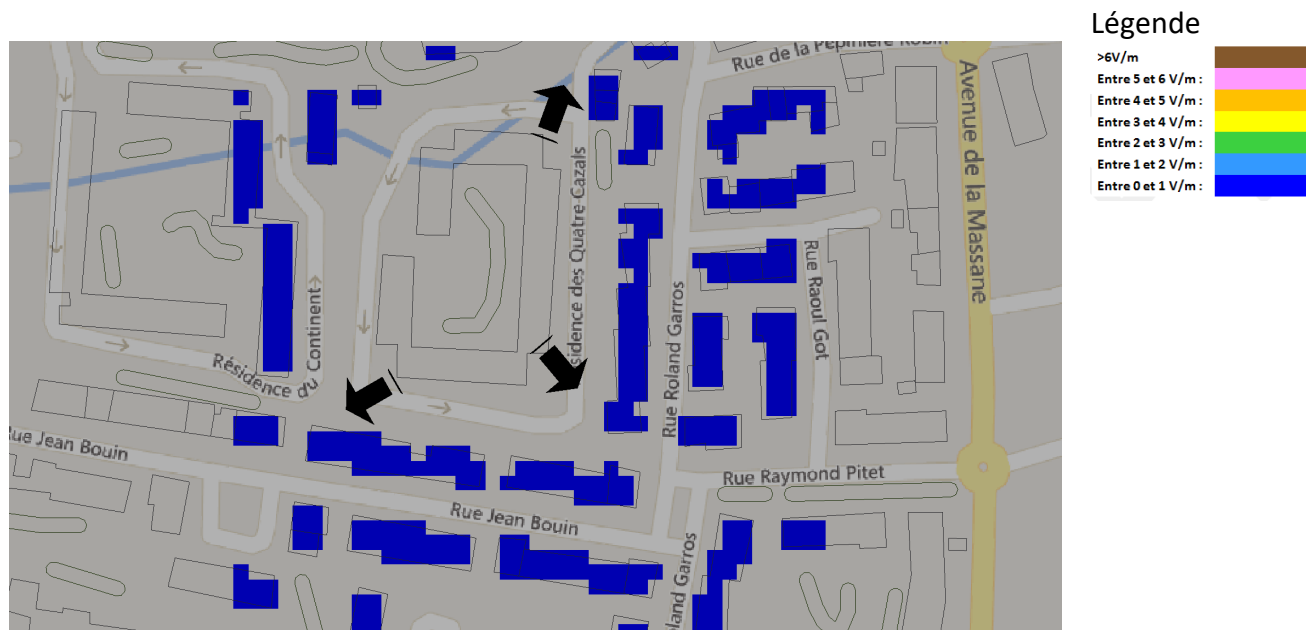 Légende
>6V/m
Entre 5 et 6 V/m :
Entre 4 et 5 V/m :
Entre 3 et 4 V/m :
Entre 2 et 3 V/m :
Entre 1 et 2 V/m :
Entre 0 et 1 V/m :
Rue de la Pépinière Robin
Avenue de la Massane
Résidence des Quatre Cazals
Rue Roland Garros
Rue Raoul Got
Résidence du Continent
Rue Jean Bouin
Rue Raymond Pitet
Rue Jean Bouin
oland Garros